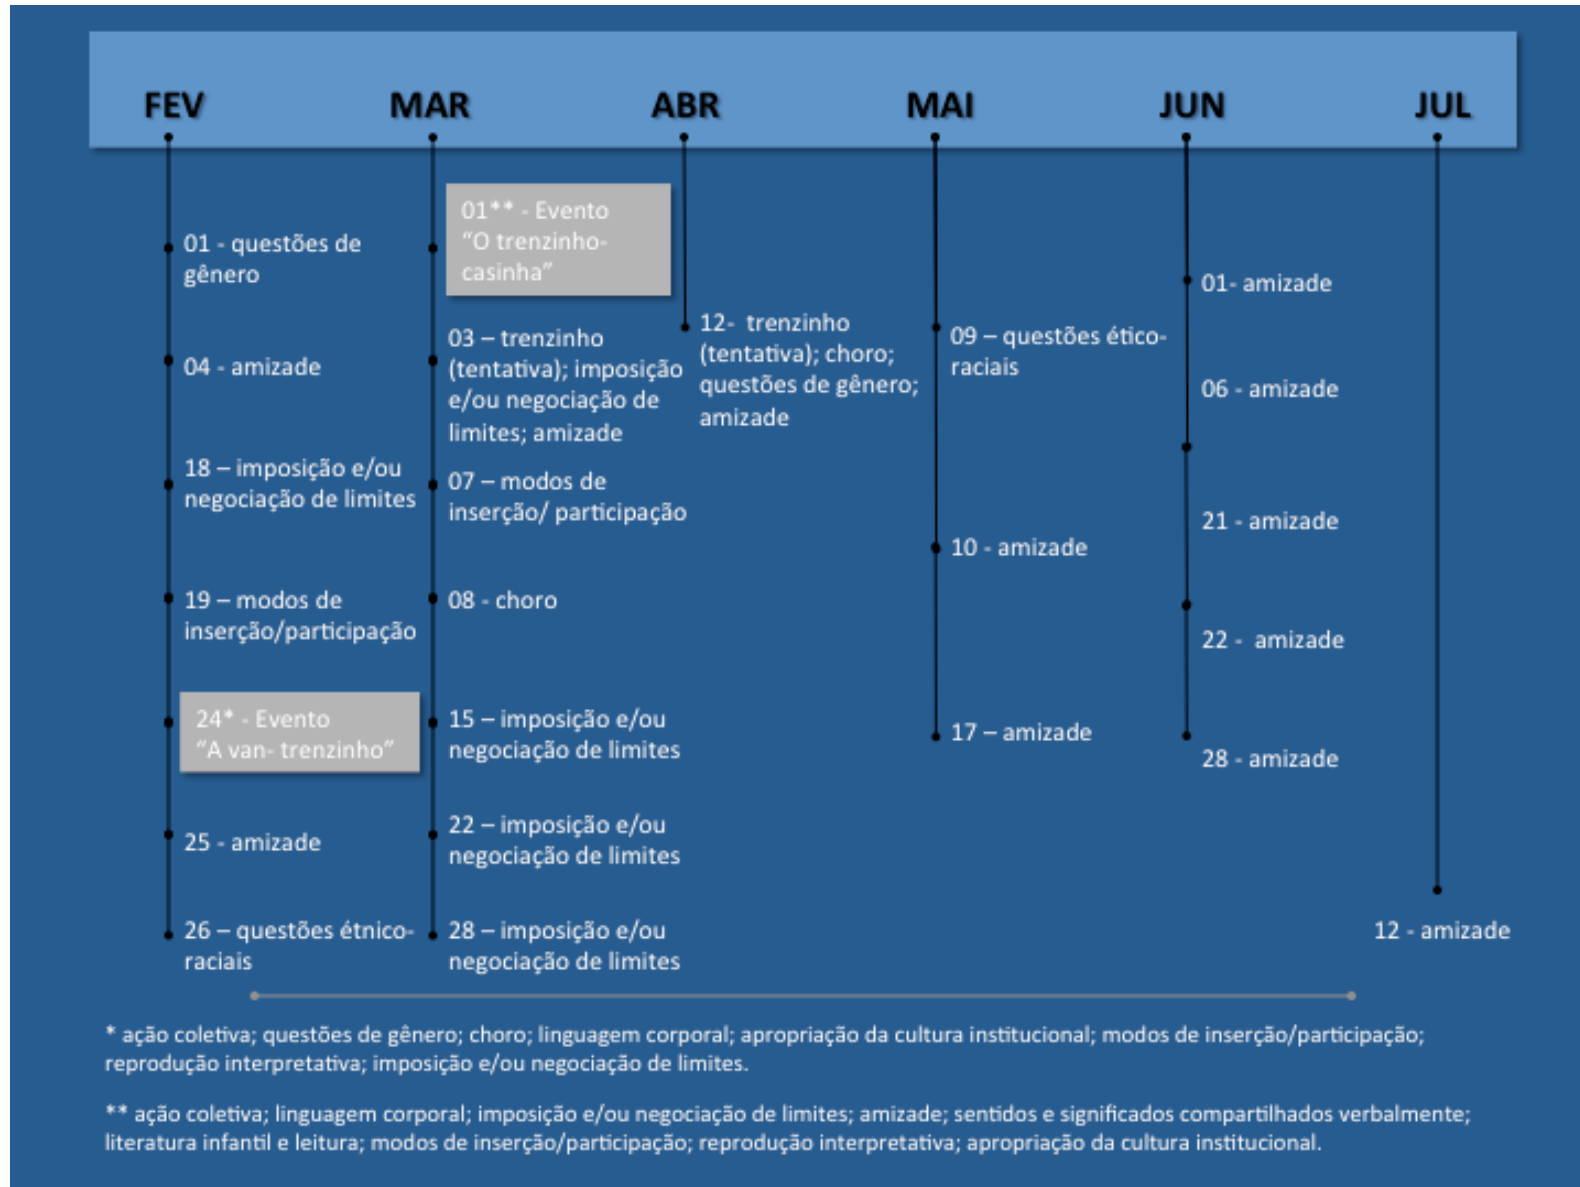 FEV
MAR
ABR
MAI
JUN
JUL
01 - questões de
gênero
04 - amizade
18 – imposição e/ou
negociação de limites
19 – modos de
inserção/participação
24* - Evento
“A van- trenzinho”
25 - amizade
26 – questões étnico-
raciais
01** - Evento
“O trenzinho-
casinha”
03 – trenzinho
(tentativa); imposição
e/ou negociação de
limites; amizade
07 – modos de
inserção/ participação
08 - choro
15 – imposição e/ou
negociação de limites
22 – imposição e/ou
negociação de limites
28 – imposição e/ou
negociação de limites
12- trenzinho
(tentativa); choro;
questões de gênero;
amizade
09 – questões ético-
raciais
10 - amizade
17 – amizade
01- amizade
06 - amizade
21 - amizade
22 - amizade
28 - amizade
12 - amizade
* ação coletiva; questões de gênero; choro; linguagem corporal; apropriação da cultura institucional; modos de inserção/participação;
reprodução interpretativa; imposição e/ou negociação de limites.
** ação coletiva; linguagem corporal; imposição e/ou negociação de limites; amizade; sentidos e significados compartilhados verbalmente;
literatura infantil e leitura; modos de inserção/participação; reprodução interpretativa; apropriação da cultura institucional.